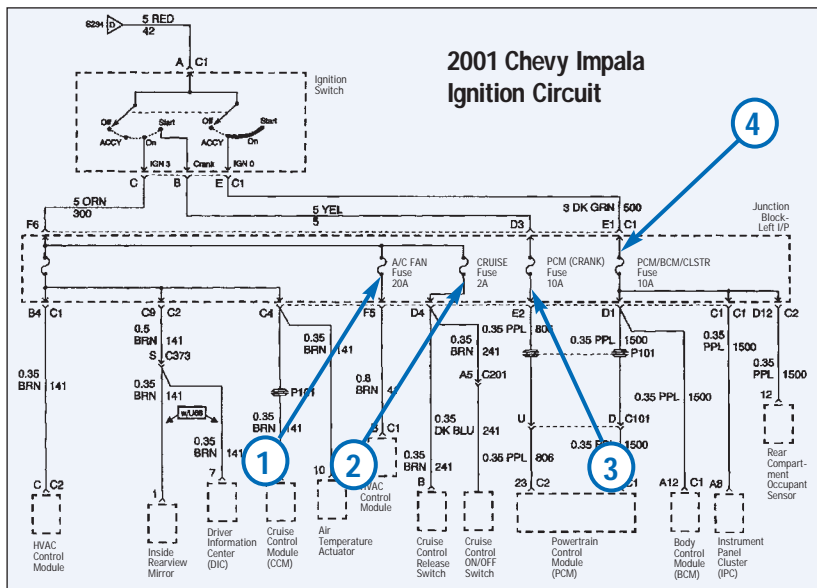 S234 D
5 RED
42
A C1
2001 Chevy Impala
Ignition Circuit
Ignition
Switch
4
Off
Start
ACCY
On
Off
Start
ACCY
On
IGN 3
Crank
IGN 0
C
B
E C1
5 ORN
300
5 YEL
5
3 DK GRN 500
F6
D3
E1 C1
Junction
Block-
Left I/P
A/C FAN
Fuse
20A
CRUISE
Fuse
2A
PCM (CRANK)
Fuse
10A
PCM/BCM/CLSTR
Fuse
10A
B4 C1
C9 C2
C4
F5
D4
E2
D1
C1 C1
D12 C2
0.5
BRN 141
S C373
0.35
BRN 141
0.35
BRN 241
0.35 PPL 806
0.35 PPL 1500
P101
0.35
PPL 1500
0.35
BRN 141
0.35
BRN 141
w/U68
0.35
BRN 141
P101
0.35
BRN 141
0.8
BRN
A5 C201
0.35
PPL 1500
0.35
PPL 1500
B C1
HVAC
Control
Module
0.35
DK BLU 241
0.35
BRN 241
U
D C101
0.35 PPL 806
0.35 PPL 1500
12
Rear
Compart-
ment
Occupant
Sensor
1
2
3
C C2
1
7
10
B
23 C2
C1
A12 C1
A9
HVAC
Control
Module
Inside
Rearview
Mirror
Driver
Information
Center (DIC)
Cruise
Control
Module (CCM)
Air
Temperature
Actuator
Cruise
Control
Release
Switch
Cruise
Control
ON/OFF
Switch
Powertrain
Control
Module
(PCM)
Body
Control
Module
(BCM)
Instrument
Panel
Cluster (IPC)